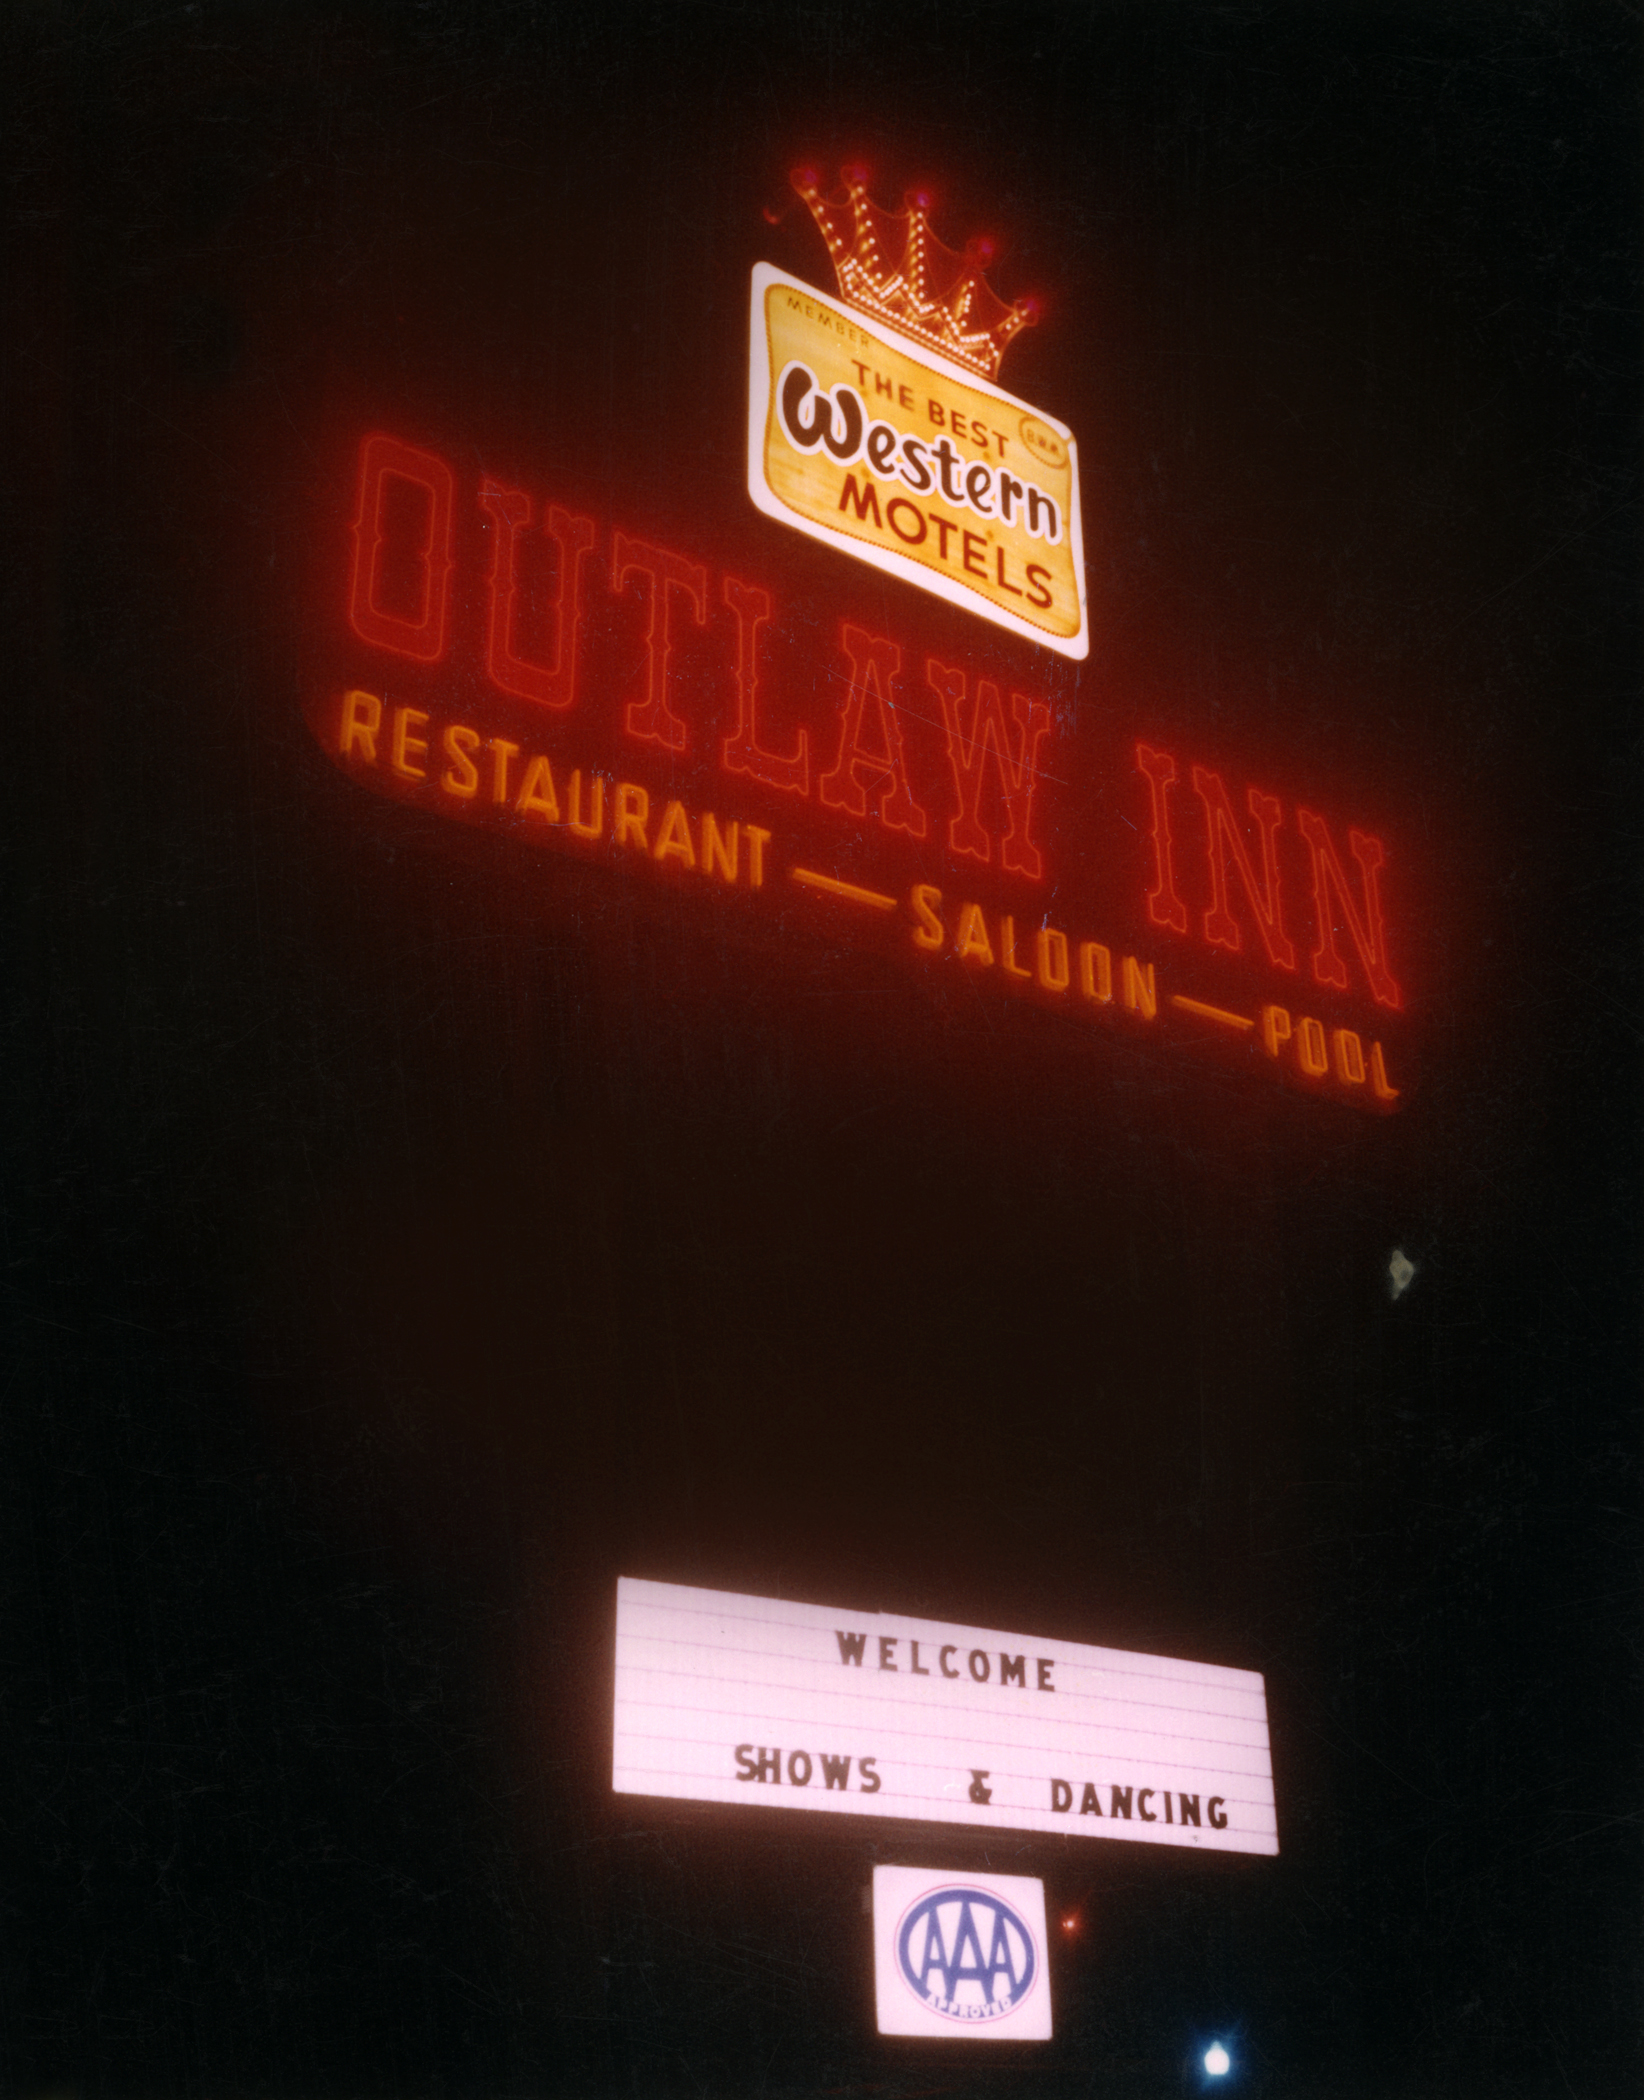 MEMBER
THE BEST
Western
MOTELS
OUTLAW INN
RESTAURANT — SALOON — POOL
WELCOME
SHOWS & DANCING
AAA
APPROVED